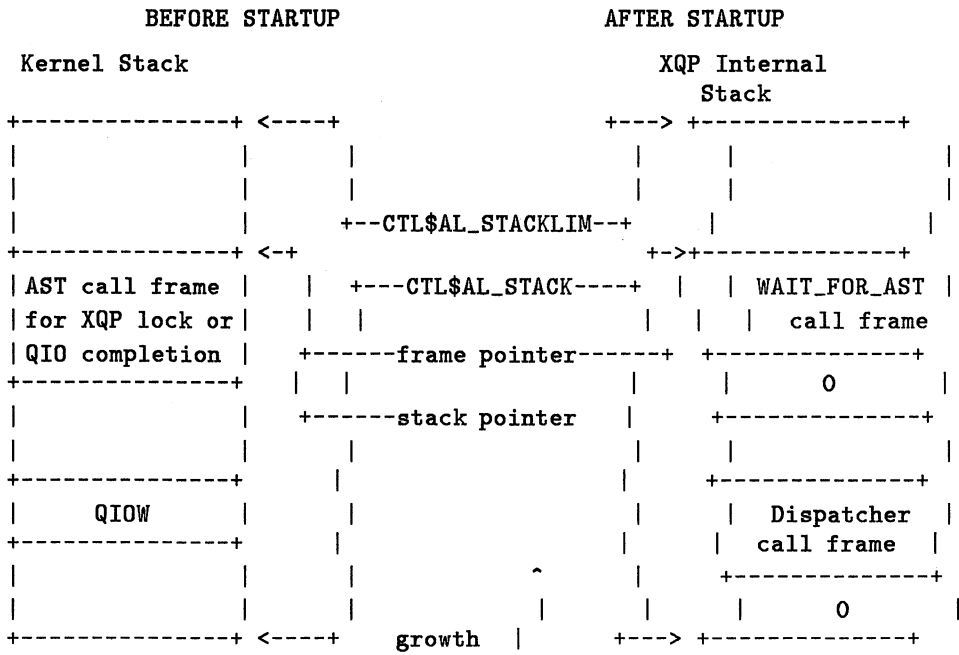 BEFORE STARTUP AFTER STARTUP
Kernel Stack XQP Internal
Stack
+---------------+ <----+ +---> +--------------+
| | | | | |
| | | | | |
| | +--CTL$AL_STACKLIM--+ | |
+---------------+ <-+ +->+--------------+
| AST call frame | | +---CTL$AL_STACK----+ | | WAIT_FOR_AST |
| for XQP lock or | | | | | | call frame
| QIO completion | +------frame pointer------+ +--------------+
+---------------+ | | | | 0 |
| | +------stack pointer | +--------------+
| | | | | |
+---------------+ | | +--------------+
| QIOW | | | | Dispatcher |
+---------------+ | | | call frame |
| | | ^ | +--------------+
| | | | | | 0 |
+---------------+ <----+ growth | +---> +--------------+